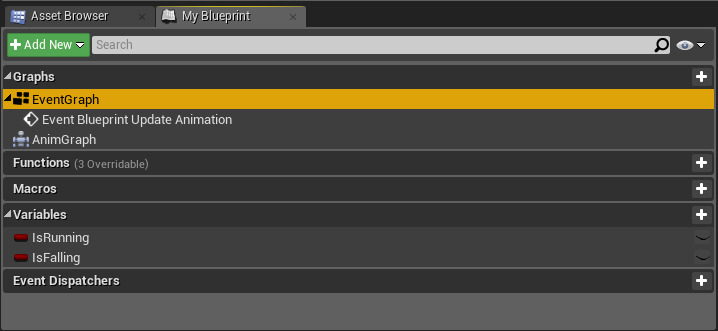 Asset Browser My Blueprint
Add New Search
Graphs
EventGraph
Event Blueprint Update Animation
AnimGraph
Functions (3 Overridable)
Macros
Variables
IsRunning
IsFalling
Event Dispatchers